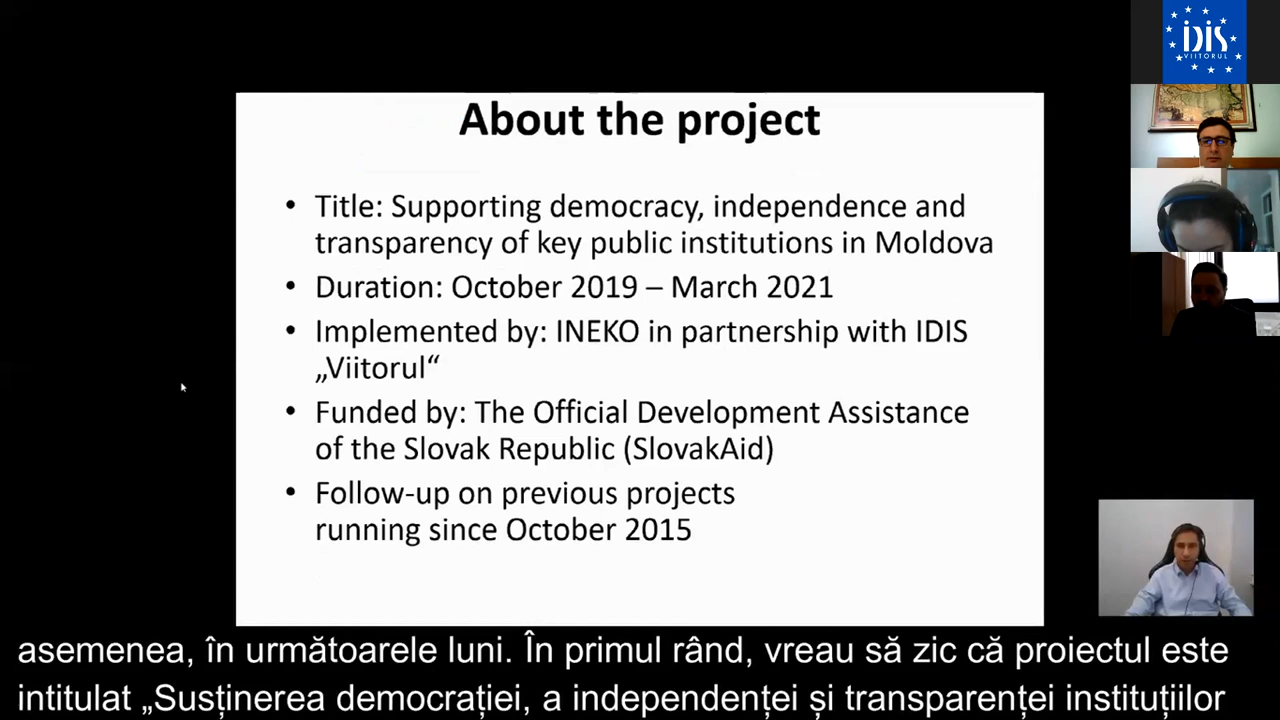 IDIS
VIITORUL
About the project
• Title: Supporting democracy, independence and
transparency of key public institutions in Moldova
• Duration: October 2019 – March 2021
• Implemented by: INEKO in partnership with IDIS
„Viitorul“
• Funded by: The Official Development Assistance
of the Slovak Republic (SlovakAid)
• Follow-up on previous projects
running since October 2015
asemenea, în următoarele luni. În primul rând, vreau să zic că proiectul este
intitulat „Susținerea democrației, a independenței și transparenței instituțiilor